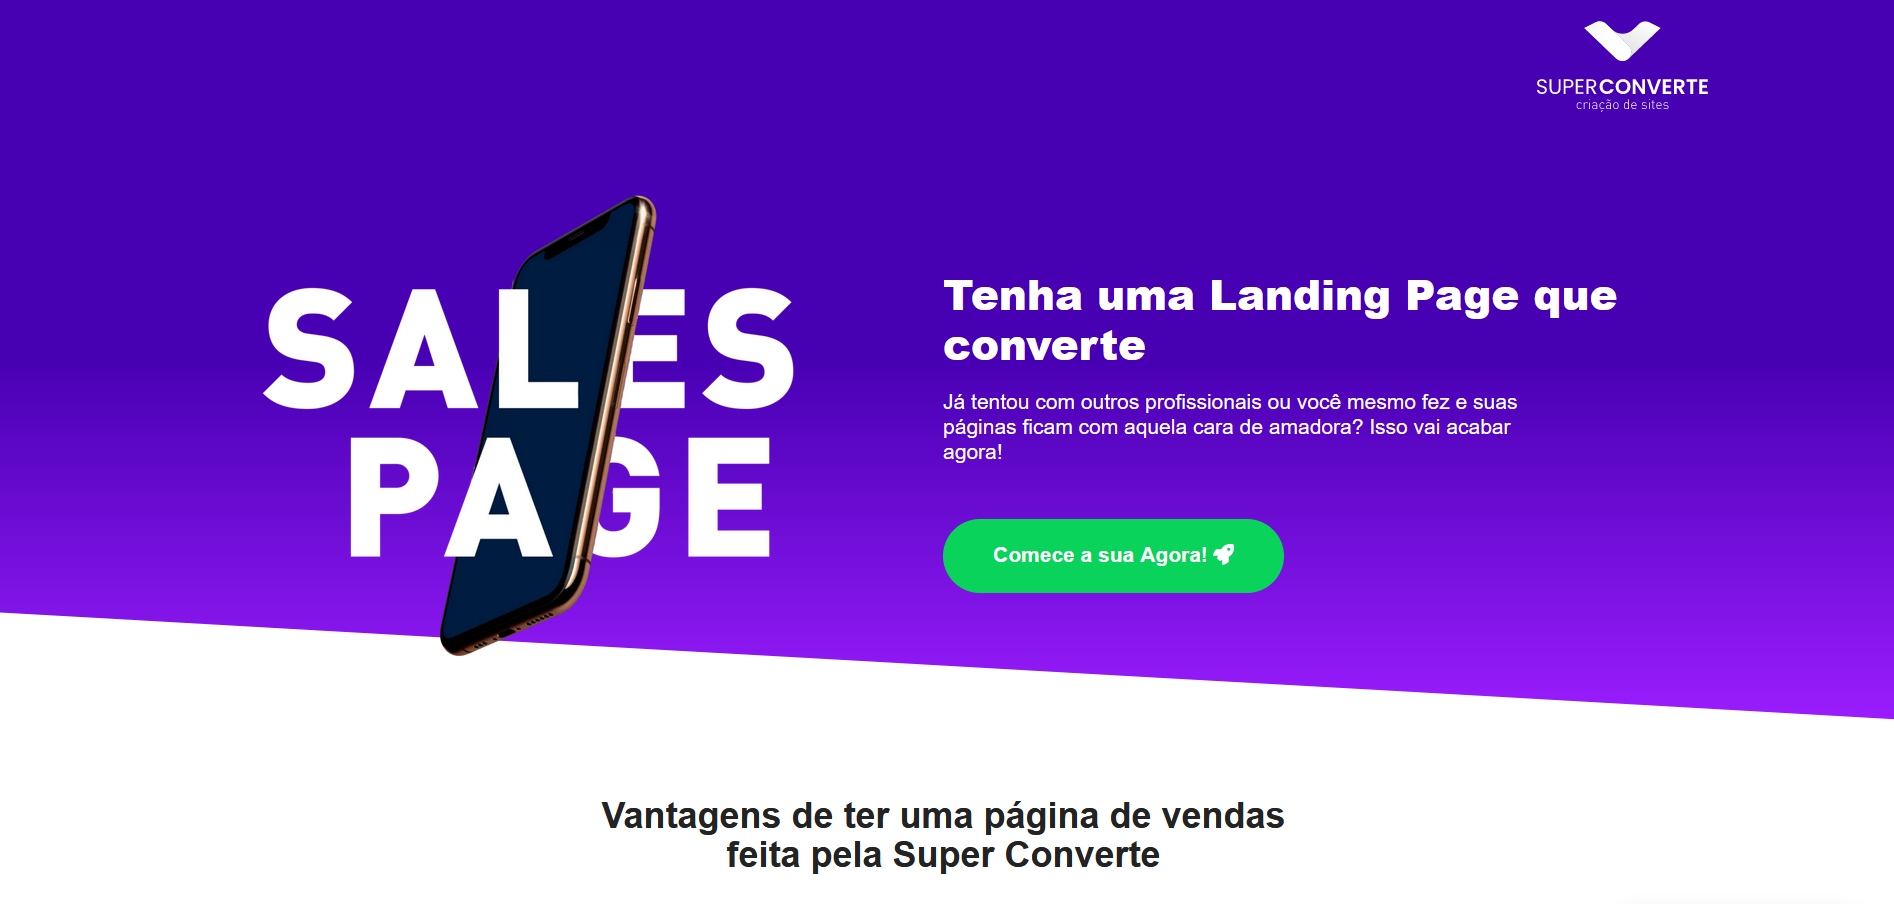 SUPERCONVERTE
criação de sites
SALES
PAGE
Tenha uma Landing Page que
converte
Já tentou com outros profissionais ou você mesmo fez e suas
páginas ficam com aquela cara de amadora? Isso vai acabar
agora!
Comece a sua Agora!
Vantagens de ter uma página de vendas
feita pela Super Converte